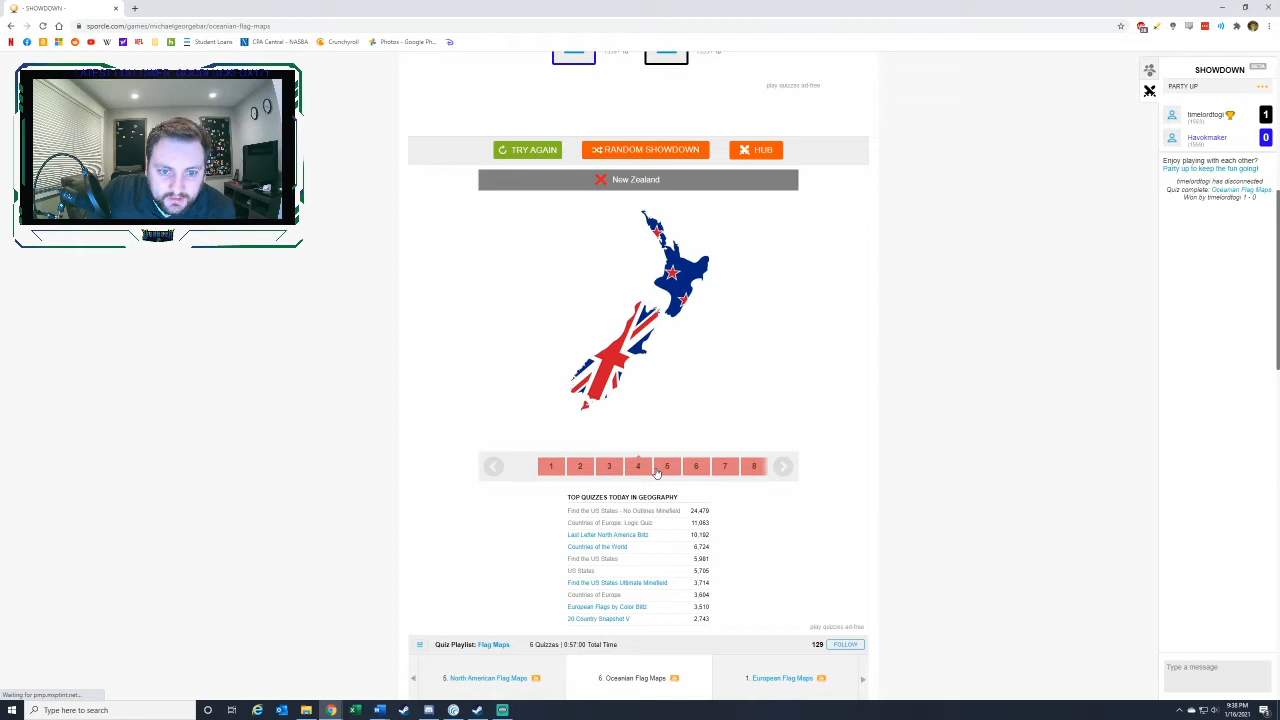 - SHOWDOWN -
sporcle.com/games/michaelgeorgebar/oceanian-flag-maps
Student Loans
CPA Central - NASBA
Crunchyroll
Photos - Google Ph...
LATEST FOLLOWER: GOODLUCKFOX171
play quizzes ad-free
TRY AGAIN
RANDOM SHOWDOWN
HUB
New Zealand
1 2 3 4 5 6 7 8
TOP QUIZZES TODAY IN GEOGRAPHY
Find the US States - No Outlines Minefield 24,479
Countries of Europe: Logic Quiz 11,063
Last Letter North America Blitz 10,192
Countries of the World 6,724
Find the US States 5,981
US States 5,705
Find the US States Ultimate Minefield 3,714
Countries of Europe 3,604
European Flags by Color Blitz 3,510
20 Country Snapshot V 2,743
play quizzes ad-free
Quiz Playlist: Flag Maps 6 Quizzes | 0:57:00 Total Time 129 FOLLOW
5. North American Flag Maps
6. Oceanian Flag Maps
1. European Flag Maps
SHOWDOWN BETA
PARTY UP
timelordtogi 1
(1553)
Havokmaker 0
(1559)
Enjoy playing with each other?
Party up to keep the fun going!
timelordtogi has disconnected
Quiz complete: Oceanian Flag Maps.
Won by timelordtogi 1 - 0
Type a message
Waiting for pmp.mxptint.net...
Type here to search
9:38 PM
1/16/2021